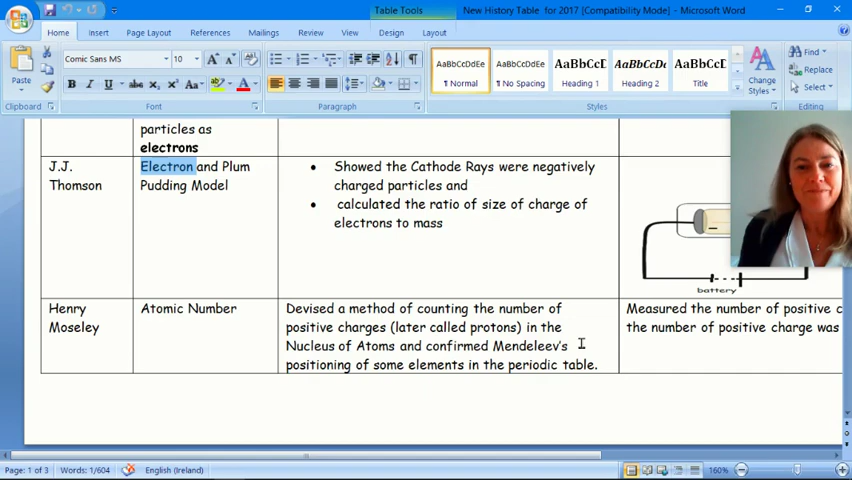 Table Tools
New History Table for 2017 [Compatibility Mode] - Microsoft Word
Home Insert Page Layout References Mailings Review View Design Layout
Comic Sans MS 10
Paste
B I U
Clipboard Font Paragraph Styles Editing
AaBbCcDdEe AaBbCcDdEe
¶ Normal ¶ No Spacing Heading 1 Heading 2 Title
Change
Styles
Find
Replace
Select
particles as
electrons
J.J.
Thomson
Electron and Plum
Pudding Model
• Showed the Cathode Rays were negatively
charged particles and
• calculated the ratio of size of charge of
electrons to mass
battery
Henry
Moseley
Atomic Number
Devised a method of counting the number of
positive charges (later called protons) in the
Nucleus of Atoms and confirmed Mendeleev's
positioning of some elements in the periodic table.
Measured the number of positive c
the number of positive charge was
Page: 1 of 3 Words: 1/604 English (Ireland) 160%